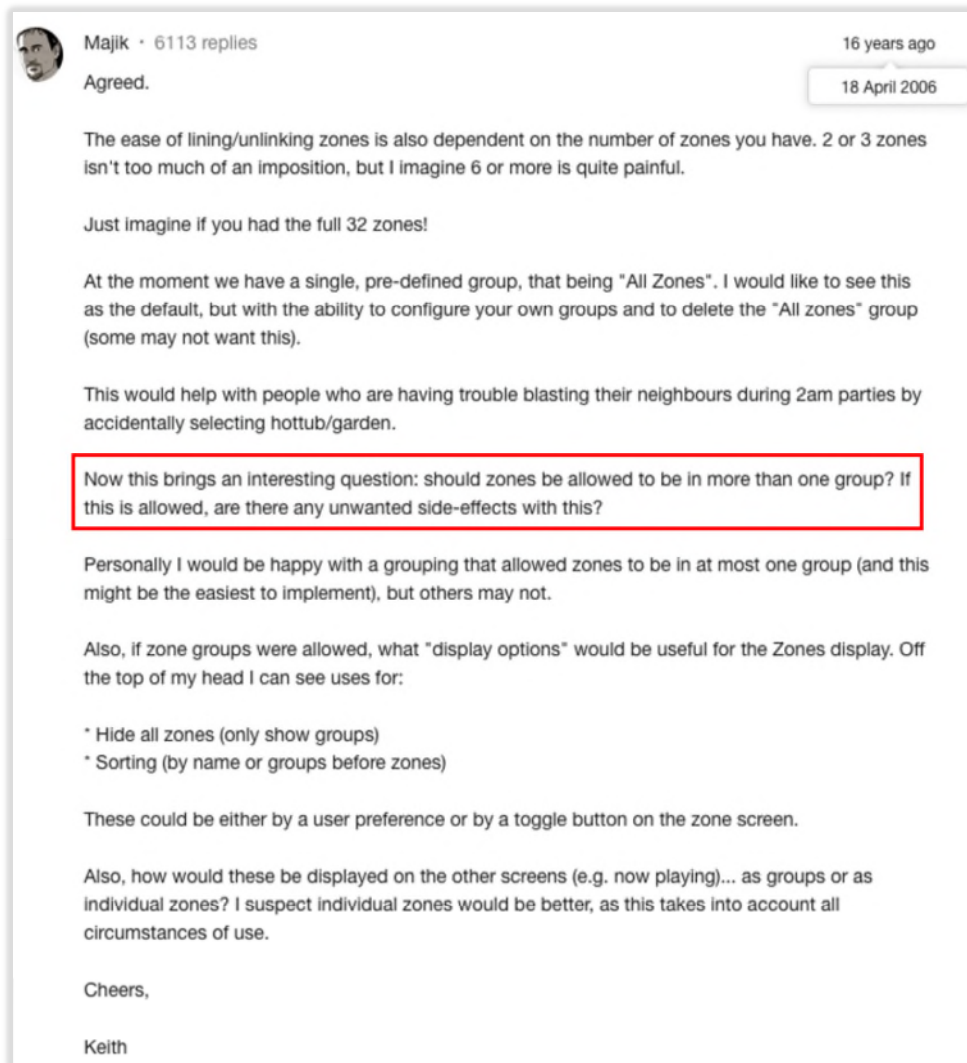 Majik · 6113 replies
16 years ago
18 April 2006
Agreed.
The ease of lining/unlinking zones is also dependent on the number of zones you have. 2 or 3 zones
isn't too much of an imposition, but I imagine 6 or more is quite painful.
Just imagine if you had the full 32 zones!
At the moment we have a single, pre-defined group, that being "All Zones". I would like to see this
as the default, but with the ability to configure your own groups and to delete the "All zones" group
(some may not want this).
This would help with people who are having trouble blasting their neighbours during 2am parties by
accidentally selecting hottub/garden.
Now this brings an interesting question: should zones be allowed to be in more than one group? If
this is allowed, are there any unwanted side-effects with this?
Personally I would be happy with a grouping that allowed zones to be in at most one group (and this
might be the easiest to implement), but others may not.
Also, if zone groups were allowed, what "display options" would be useful for the Zones display. Off
the top of my head I can see uses for:
* Hide all zones (only show groups)
* Sorting (by name or groups before zones)
These could be either by a user preference or by a toggle button on the zone screen.
Also, how would these be displayed on the other screens (e.g. now playing)... as groups or as
individual zones? I suspect individual zones would be better, as this takes into account all
circumstances of use.
Cheers,
Keith